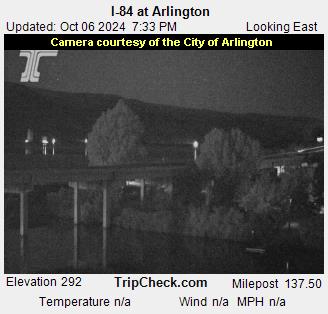 I-84 at Arlington
Updated: Oct 06 2024 7:33 PM Looking East
Camera courtesy of the City of Arlington
Elevation 292 TripCheck.com Milepost 137.50
Temperature n/a Wind n/a MPH n/a